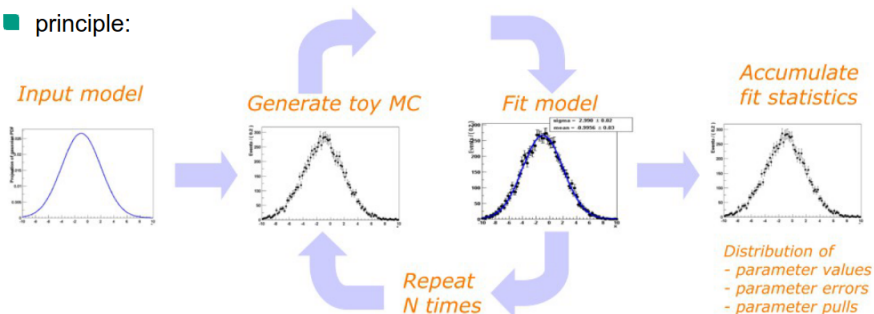 principle:
Input model
Generate toy MC
Fit model
Accumulate
fit statistics
Repeat
N times
Distribution of
- parameter values
- parameter errors
- parameter pulls